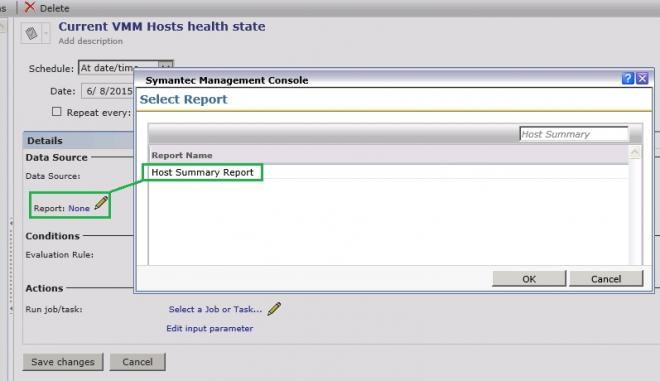 Delete
Current VMM Hosts health state
Add description
Schedule: At date/time
Date: 6/ 8/2015
Repeat every:
Symantec Management Console
Select Report
Host Summary
Report Name
Host Summary Report
OK Cancel
Details
Data Source
Data Source:
Report: None
Conditions
Evaluation Rule:
Actions
Run job/task: Select a Job or Task...
Edit input parameter
Save changes Cancel